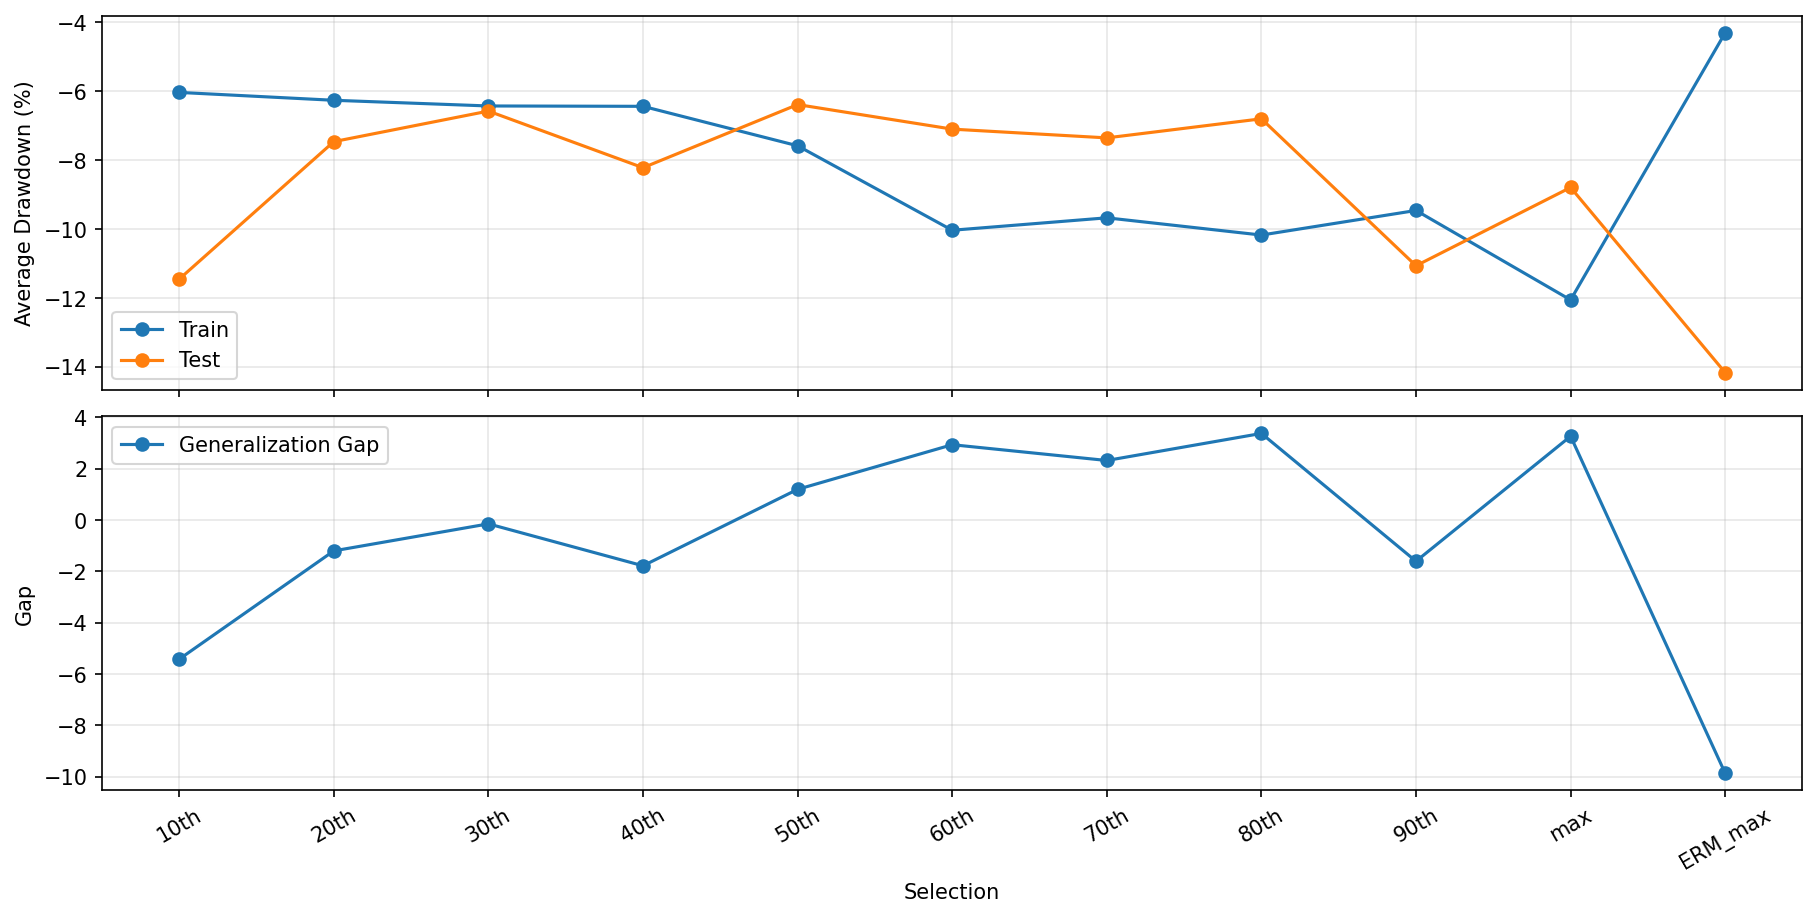 −4
−6
−8
−10
−12
−14
Average Drawdown (%)
Train
Test
4
2
0
−2
−4
−6
−8
−10
Gap
Generalization Gap
10th
20th
30th
40th
50th
60th
70th
80th
90th
max
ERM_max
Selection